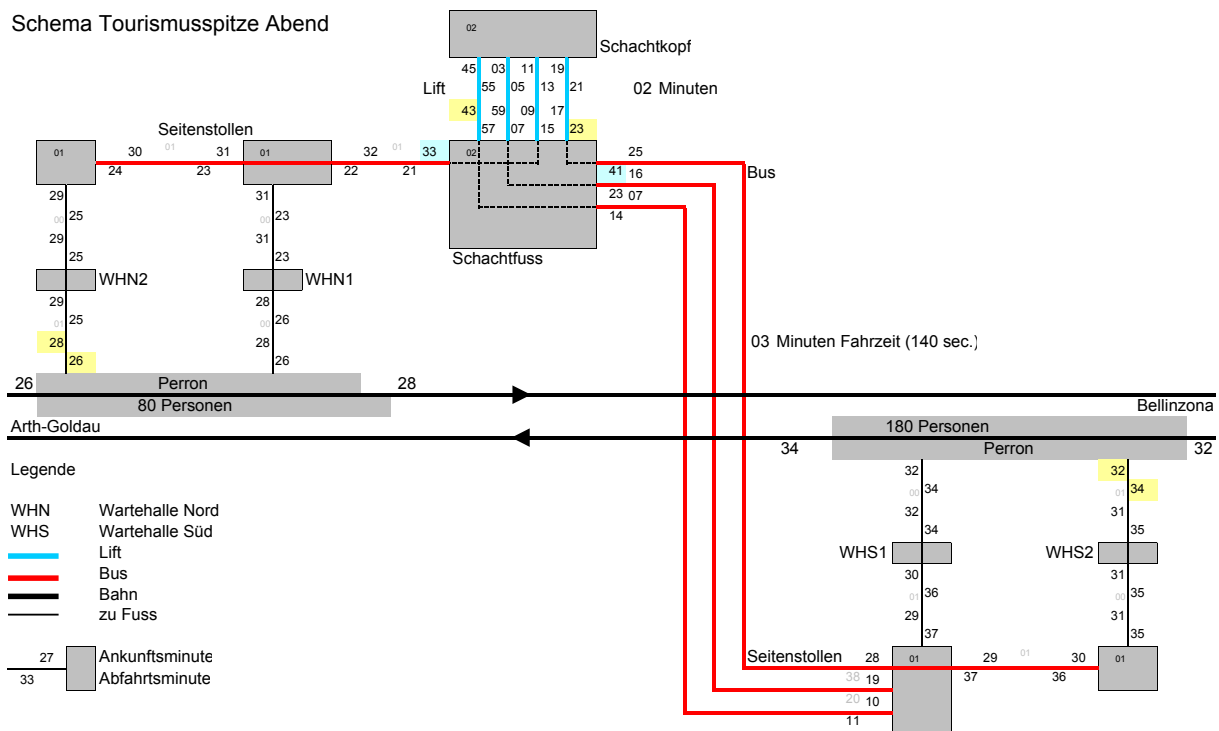 Schema Tourismusspitze Abend
02
Schachtkopf
45 03 11 19
Lift 55 05 13 21 02 Minuten
43 59 09 17
57 07 15 23
Seitenstollen
01 30 01 31 01 32 01 33 02 25
24 23 22 21 41 16 Bus
23 07
14
29 31
00 25 00 23
29 31
25 23
Schachtfuss
WHN2 WHN1
29 28
25 26
01 00
28 28
26 26
03 Minuten Fahrzeit (140 sec.)
26 Perron 28
80 Personen Bellinzona
Arth-Goldau 180 Personen
34 Perron 32
Legende
32 32
00 34 01 34
32 31
34 35
WHN Wartehalle Nord
WHS Wartehalle Süd
Lift
Bus
Bahn
zu Fuss
WHS1 WHS2
30 31
01 36 00 35
29 31
37 35
27 Ankunftsminute
33 Abfahrtsminute
Seitenstollen 28 01 29 01 30 01
38 19 37 36
20 10
11